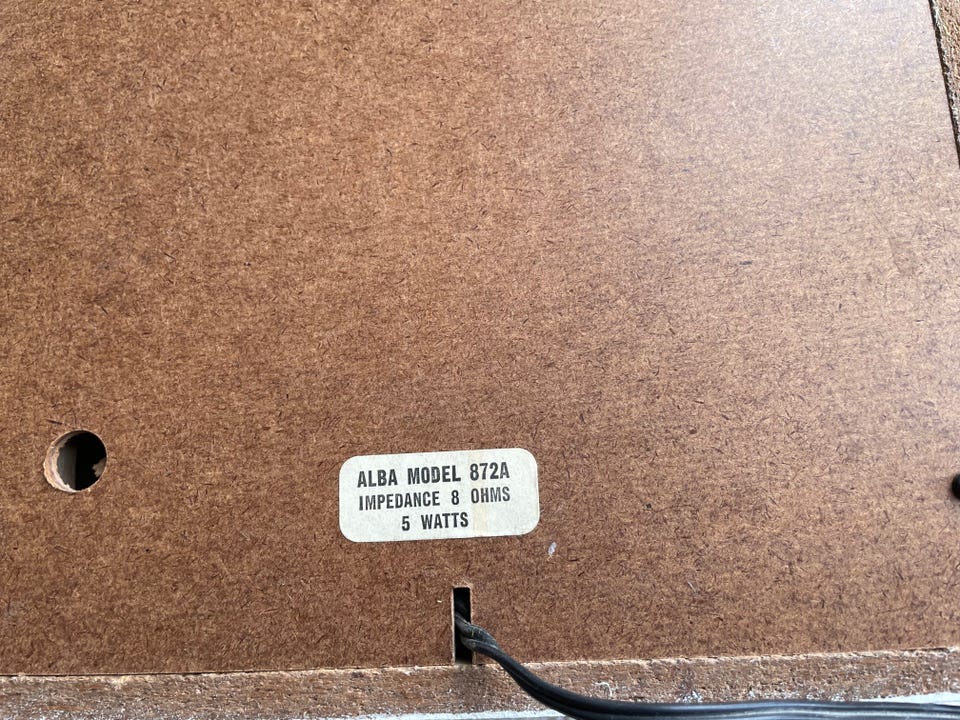 ALBA MODEL 872A
IMPEDANCE 8 OHMS
5 WATTS